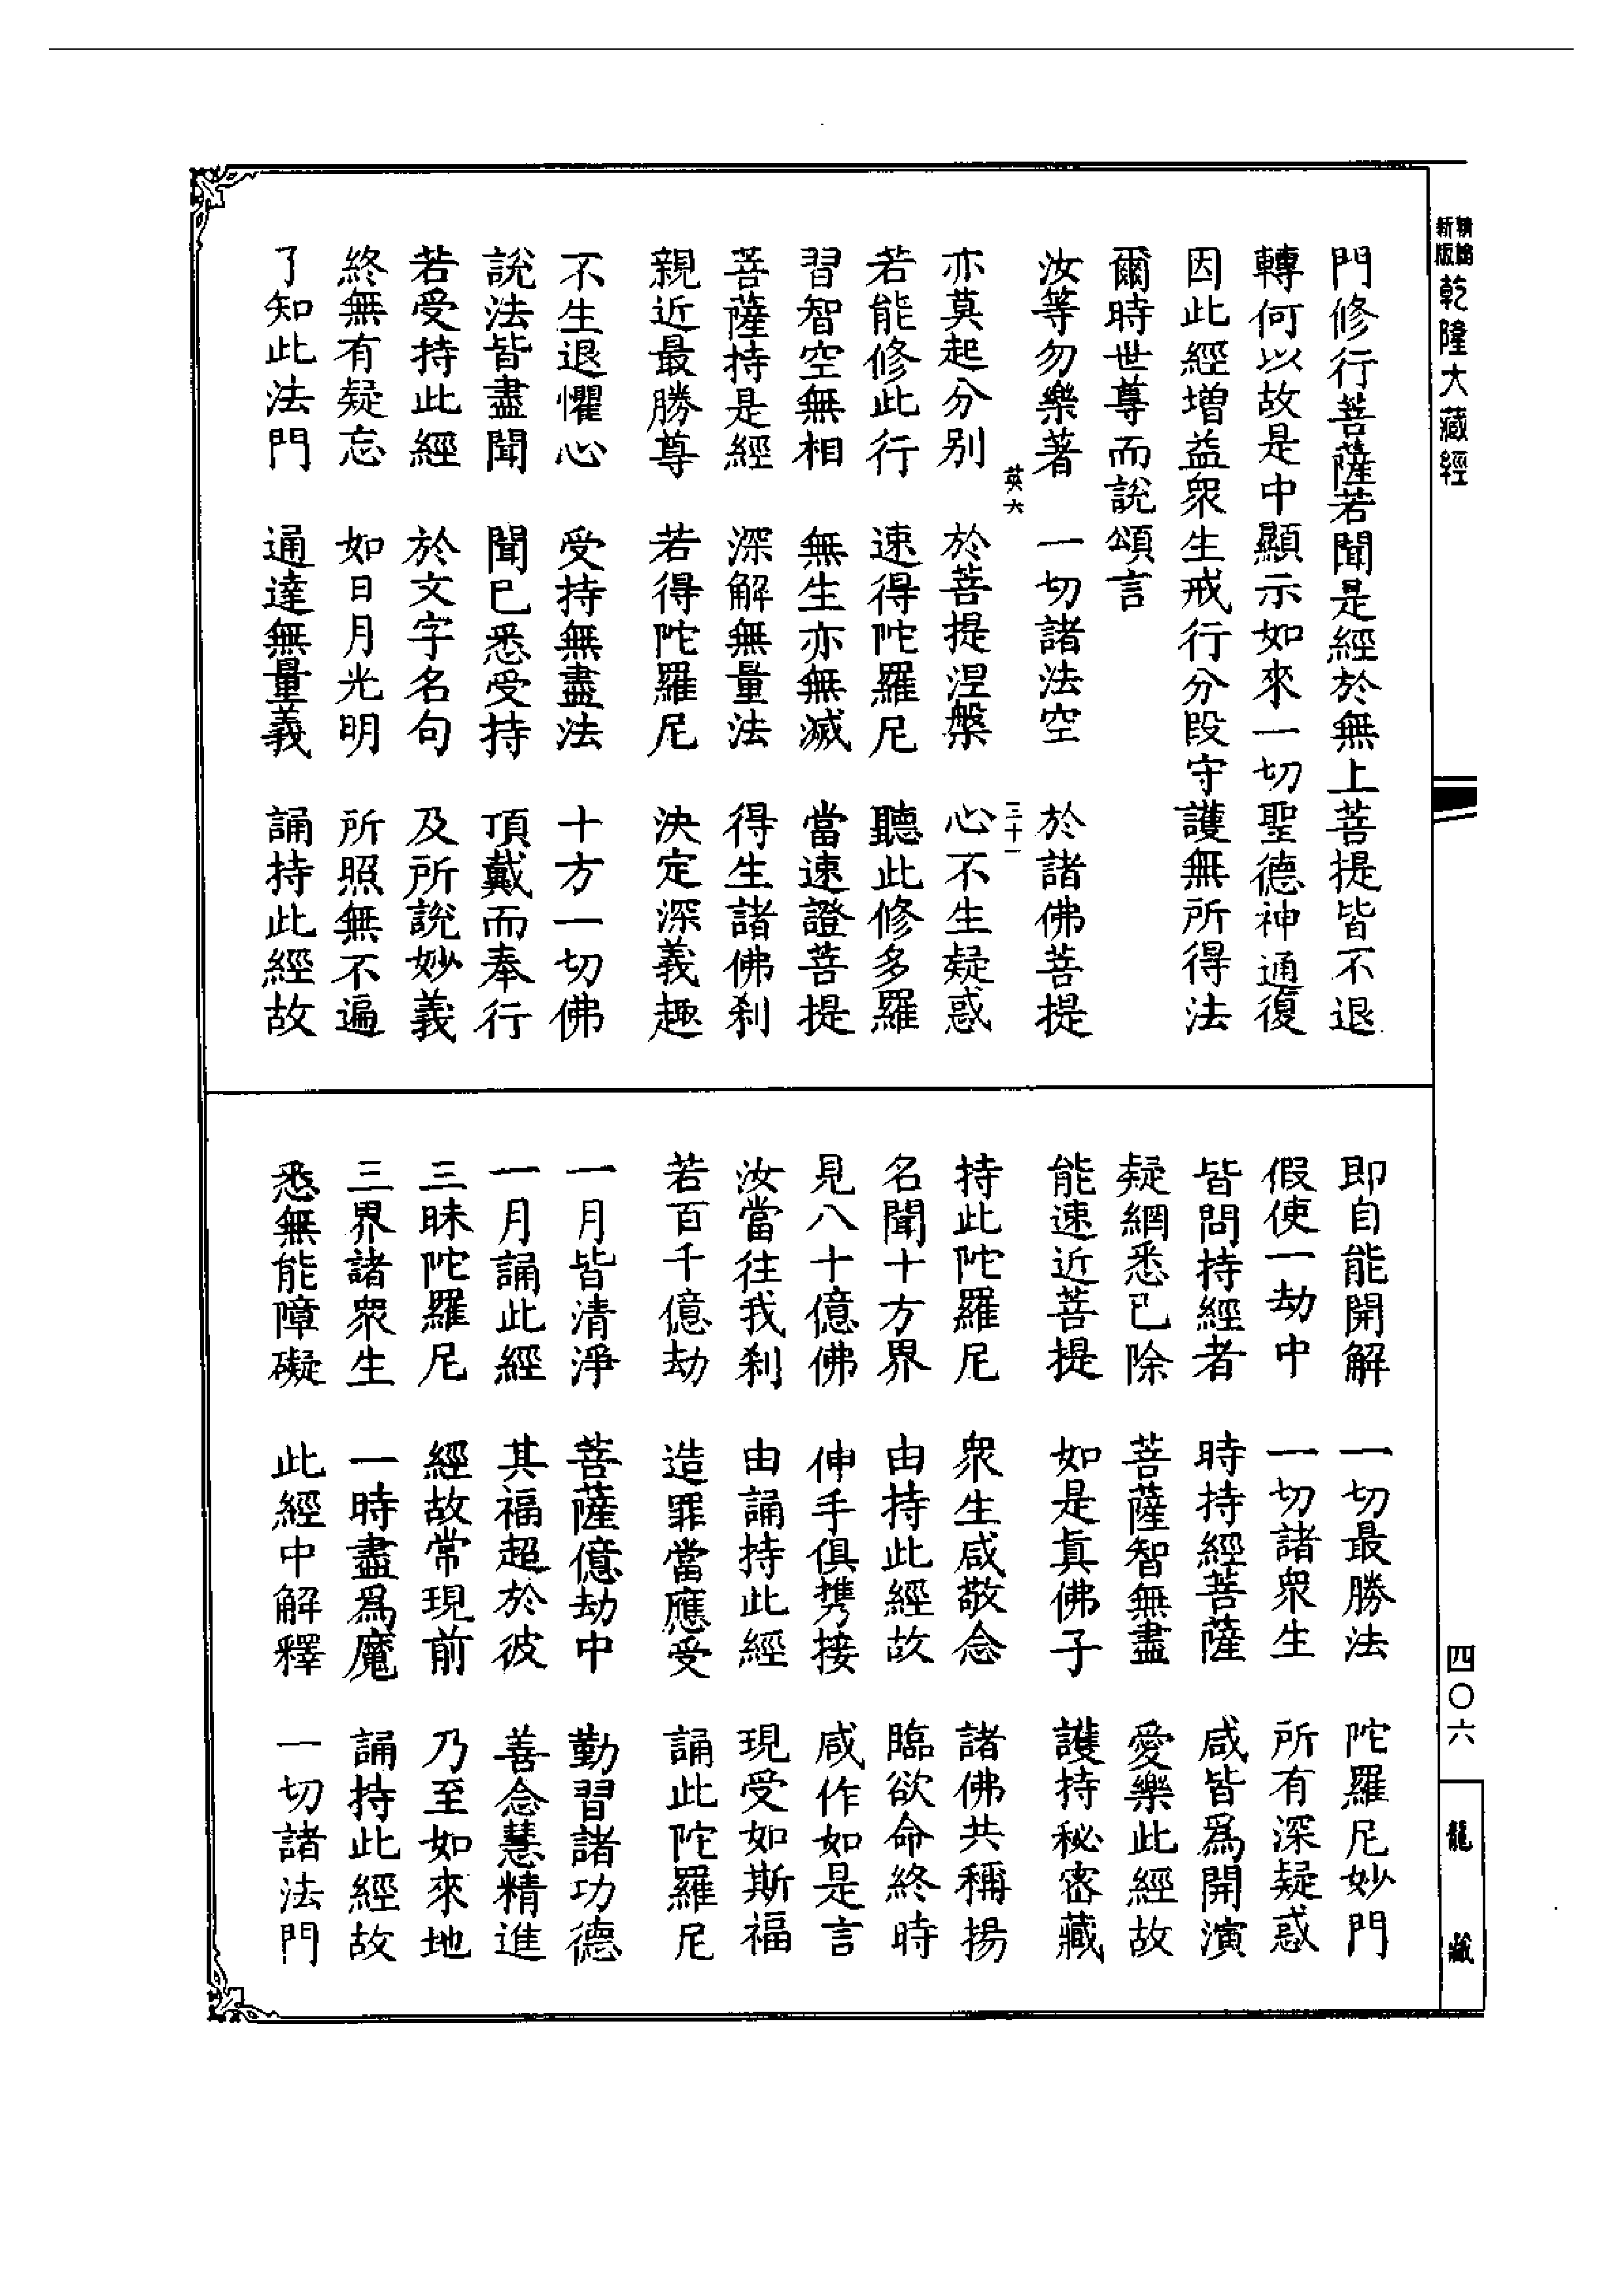 新版
乾隆大藏經
門修行菩薩若聞是經於無上菩提皆不退
轉何以故是中顯示如來一切聖德神通復
因此經增益眾生戒行分段守護無所得法
爾時世尊而說頌言
汝等勿樂著　一切諸法空　於諸佛菩提
英六　三十一
亦莫起分別　於菩提涅槃　心不生疑惑
若能修此行　速得陀羅尼　聽此修多羅
習智空無相　無生亦無滅　當速證菩提
菩薩持是經　深解無量法　得生諸佛剎
親近最勝尊　若得陀羅尼　決定深義趣
不生退懼心　受持無盡法　十方一切佛
說法皆盡聞　聞已悉受持　頂戴而奉行
若受持此經　於文字名句　及所說妙義
終無有疑忘　如日月光明　所照無不遍
了知此法門　通達無量義　誦持此經故
即自能開解　一切最勝法　陀羅尼妙門
假使一劫中　一切諸眾生　所有深疑惑
皆問持經者　時持經菩薩　咸皆爲開演
疑網悉已除　菩薩智無盡　愛樂此經故
能速近菩提　如是真佛子　護持秘密藏
持此陀羅尼　眾生咸敬念　諸佛共稱揚
名聞十方界　由持此經故　臨欲命終時
見八十億佛　伸手俱携接　咸作如是言
汝當往我剎　由誦持此經　現受如斯福
若百千億劫　造罪當應受　誦此陀羅尼
一月皆清淨　菩薩億劫中　勤習諸功德
一月誦此經　其福超於彼　善念慧精進
三昧陀羅尼　經故常現前　乃至如來地
三界諸眾生　一時盡爲魔　誦持此經故
悉無能障礙　此經中解釋　一切諸法門
四〇六
龍藏